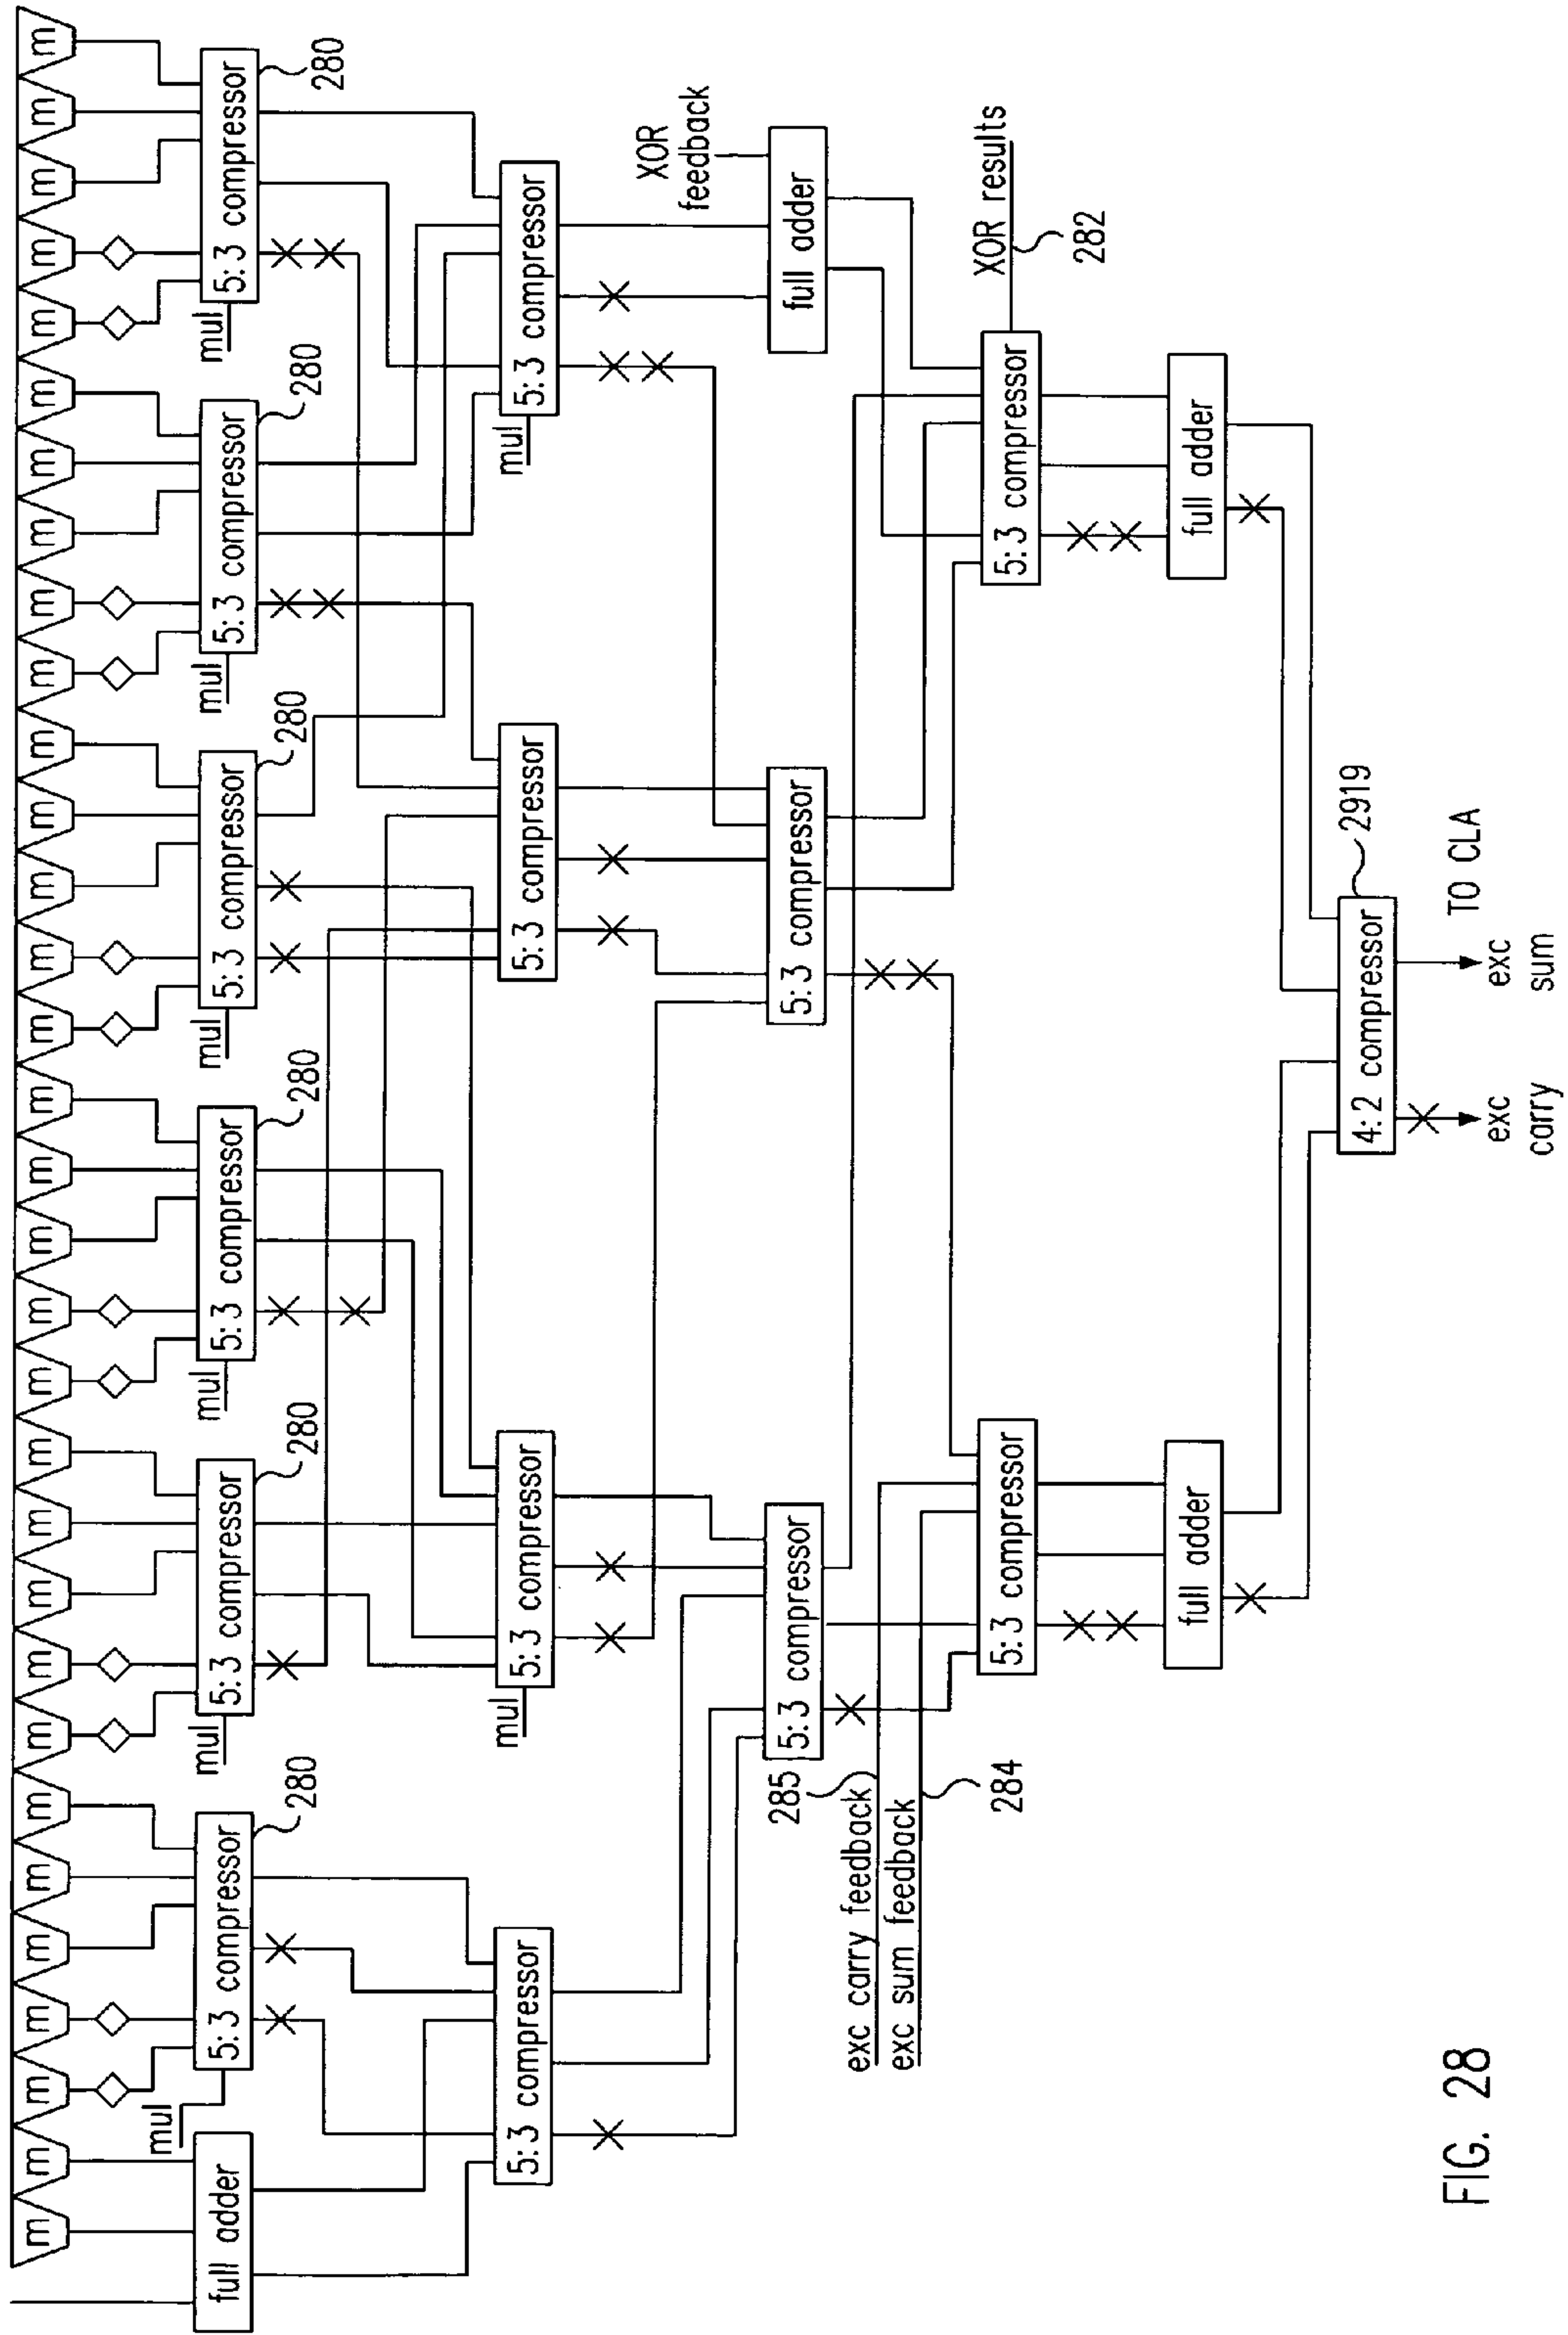 m m m m m m m m m m m m m m m m m m m m m m m m m m m m m m m m
mul mul mul mul mul mul
full adder 5:3 compressor 5:3 compressor 5:3 compressor 5:3 compressor 5:3 compressor 5:3 compressor
280 280 280 280 280 280
mul mul
5:3 compressor 5:3 compressor 5:3 compressor 5:3 compressor
XOR
feedback
5:3 compressor 5:3 compressor full adder
285
exc carry feedback
exc sum feedback
284
XOR results
282
5:3 compressor 5:3 compressor
full adder full adder
4:2 compressor 2919
TO CLA
exc exc
carry sum
FIG. 28